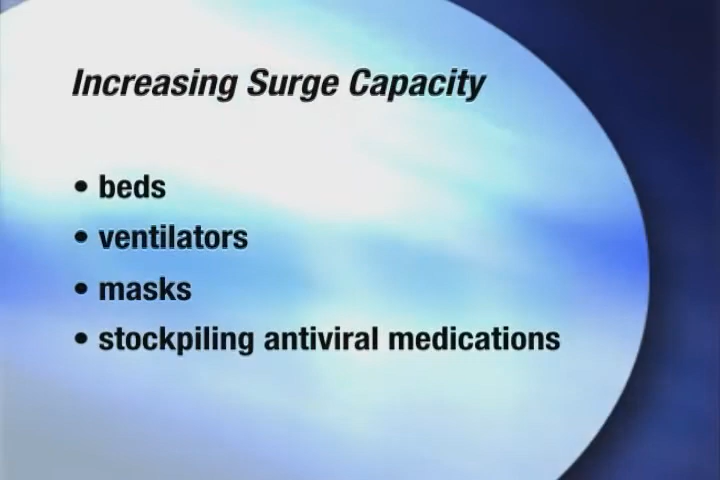 Increasing Surge Capacity
• beds
• ventilators
• masks
• stockpiling antiviral medications